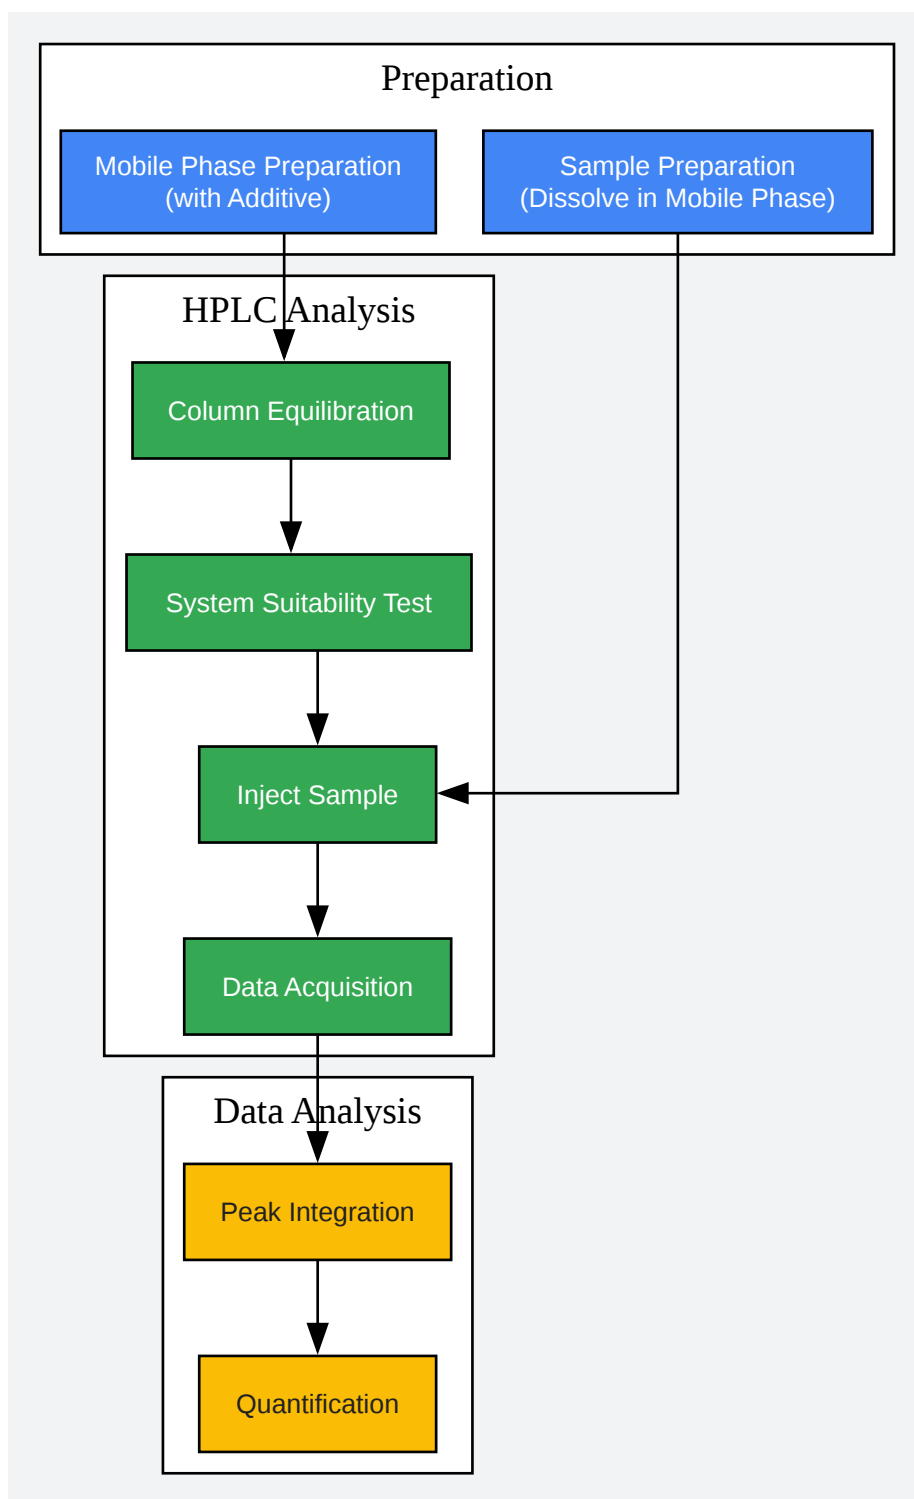 Preparation
Mobile Phase Preparation
(with Additive)
Sample Preparation
(Dissolve in Mobile Phase)
HPLC Analysis
Column Equilibration
System Suitability Test
Inject Sample
Data Acquisition
Data Analysis
Peak Integration
Quantification